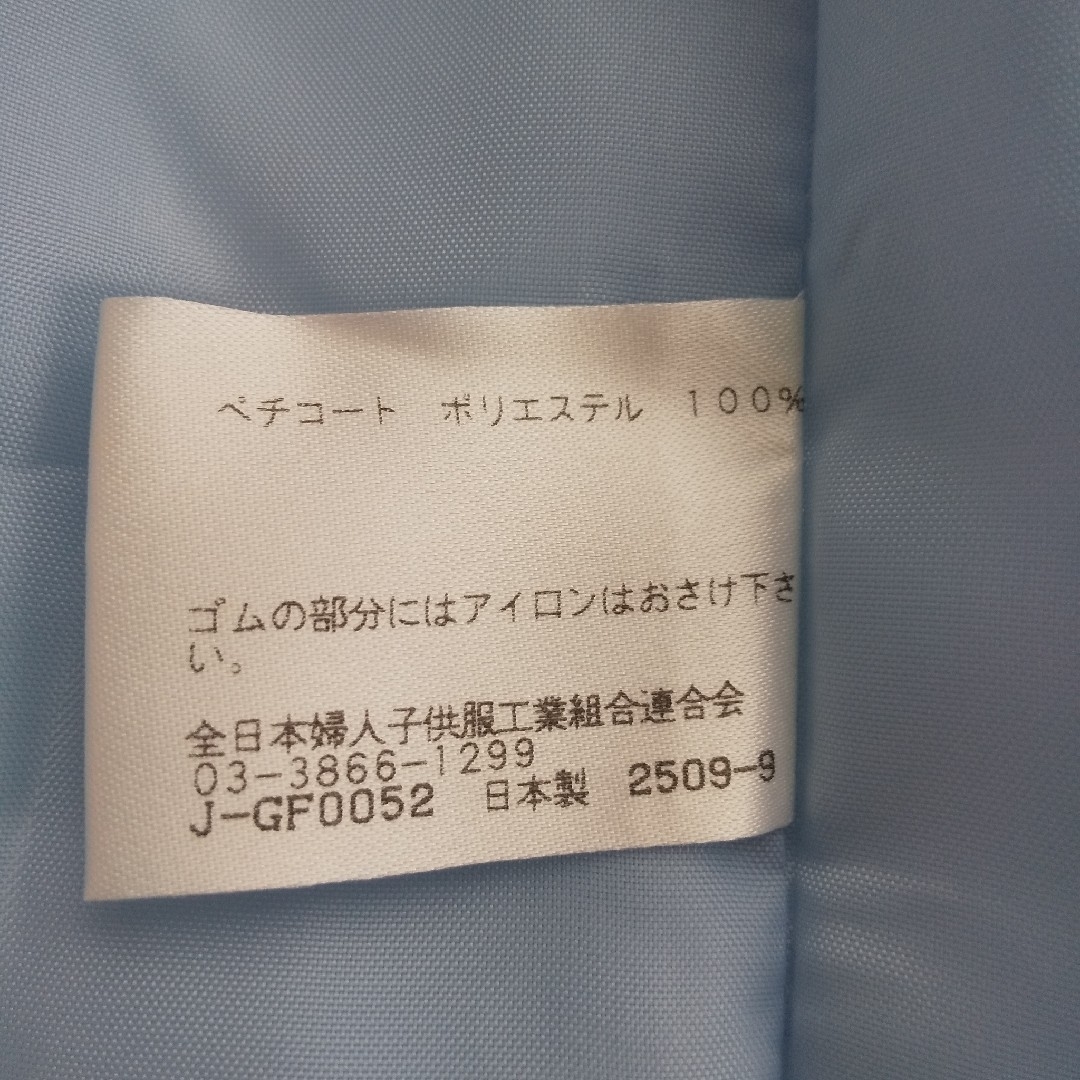 ペチコート ポリエステル 100%
ゴムの部分にはアイロンはおさけ下さ
い。
全日本婦人子供服工業組合連合会
03-3866-1299
J-GF0052 日本製 2509-9